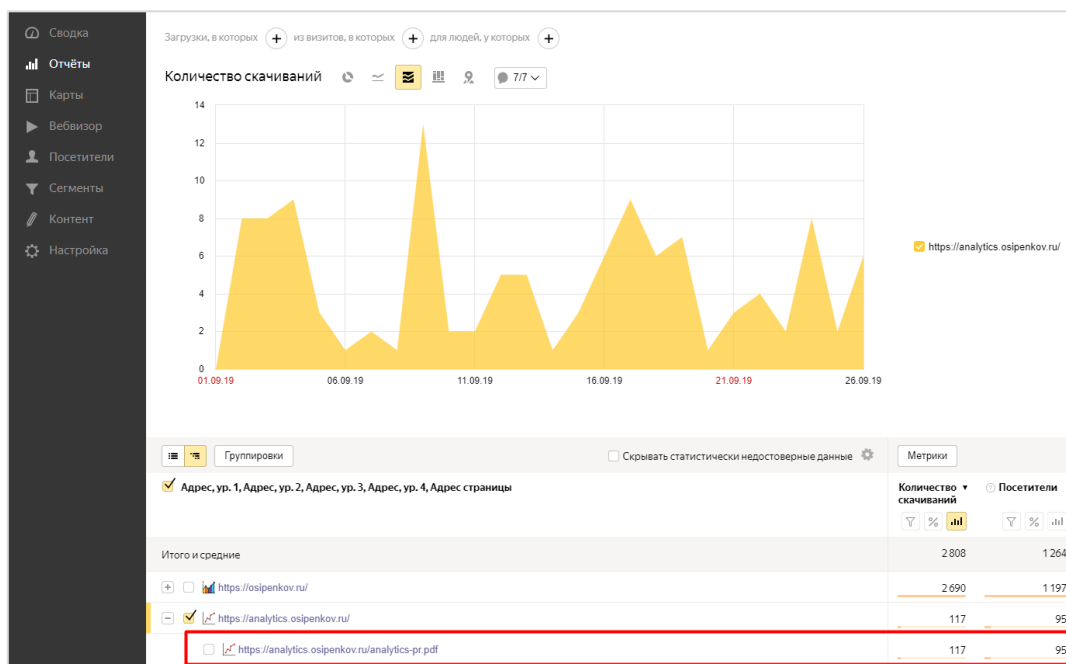 Сводка
Отчёты
Карты
Вебвизор
Посетители
Сегменты
Контент
Настройка
Загрузки, в которых + из визитов, в которых + для людей, у которых +
Количество скачиваний 7/7
14
12
10
8
6
4
2
0
01.09.19 06.09.19 11.09.19 16.09.19 21.09.19 26.09.19
https://analytics.osipenkov.ru/
Группировки Скрывать статистически недостоверные данные Метрики
Адрес, ур. 1, Адрес, ур. 2, Адрес, ур. 3, Адрес, ур. 4, Адрес страницы Количество ▼ ? Посетители
скачиваний
% %
Итого и средние 2 808 1 264
+ https://osipenkov.ru/ 2 690 1 197
− https://analytics.osipenkov.ru/ 117 95
https://analytics.osipenkov.ru/analytics-pr.pdf 117 95